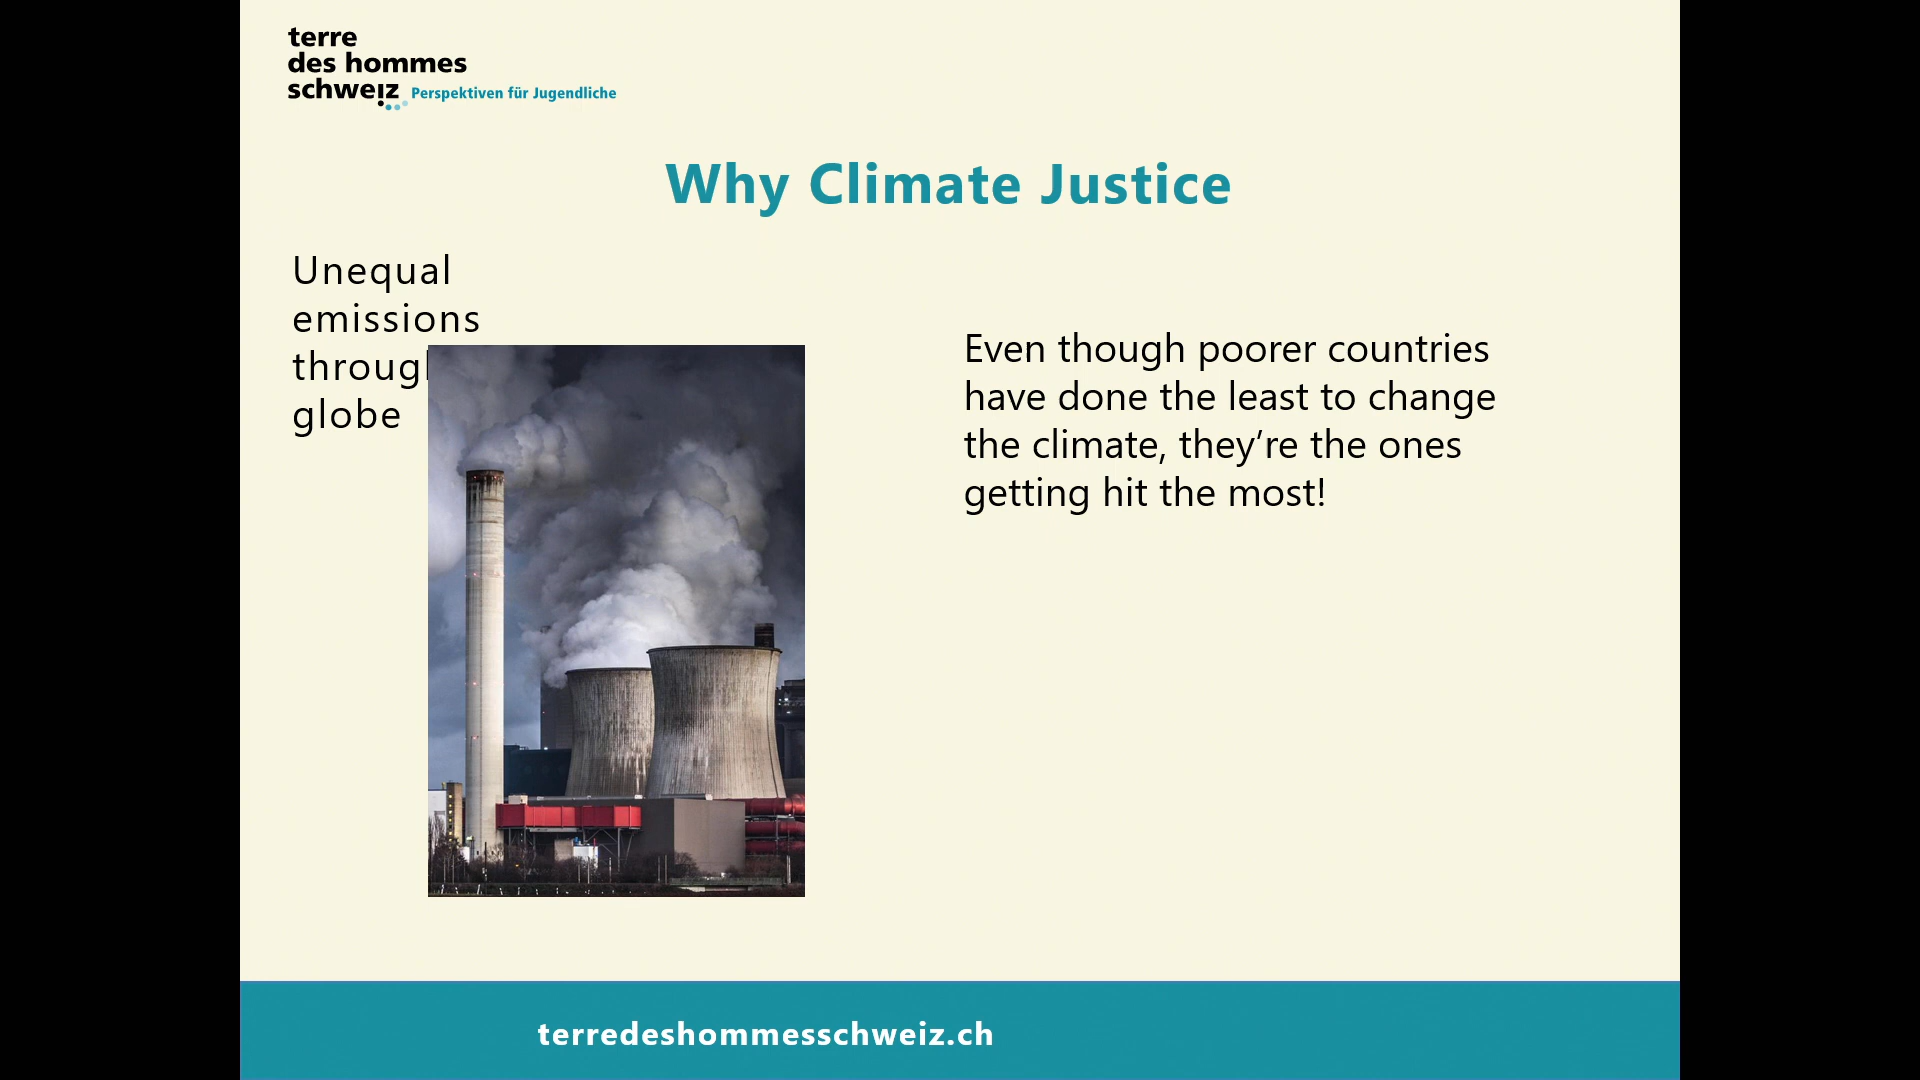 terre
des hommes
schweiz Perspektiven für Jugendliche
Why Climate Justice
Unequal
emissions
globe
Even though poorer countries
have done the least to change
the climate, they’re the ones
getting hit the most!
terredeshommesschweiz.ch